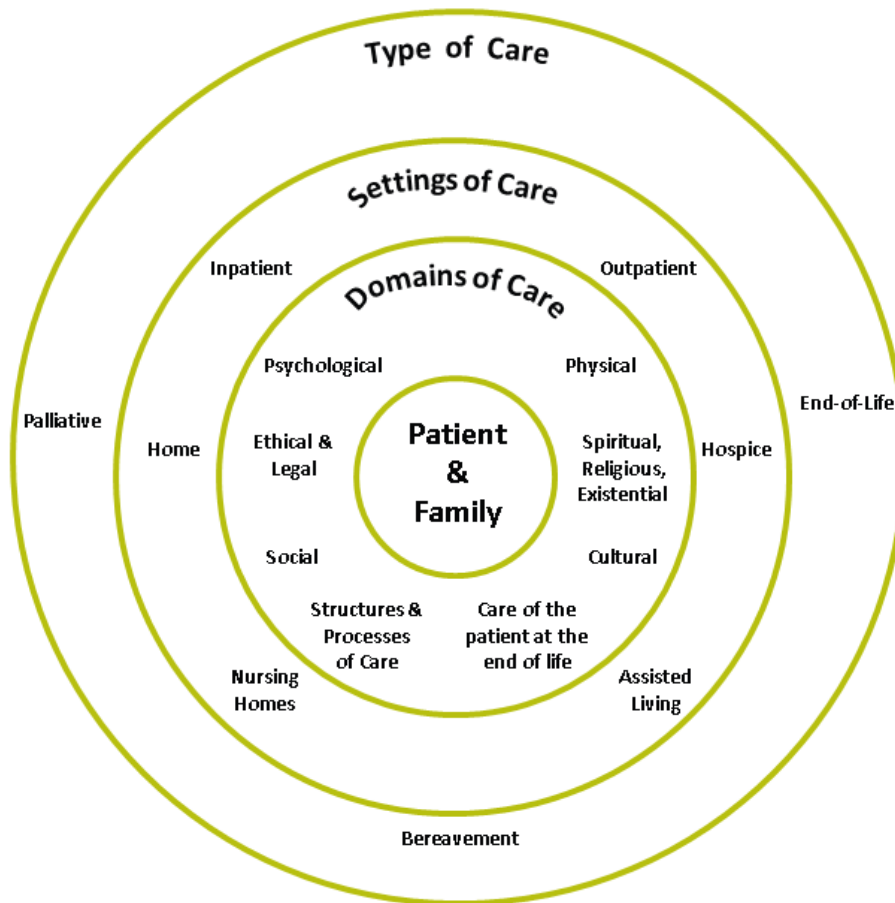 Type of Care
Settings of Care
Inpatient
Outpatient
Domains of Care
Psychological
Physical
Palliative
End-of-Life
Home
Ethical &
Legal
Patient
&
Family
Spiritual,
Religious,
Existential
Hospice
Social
Cultural
Structures &
Processes
of Care
Care of the
patient at the
end of life
Nursing
Homes
Assisted
Living
Bereavement